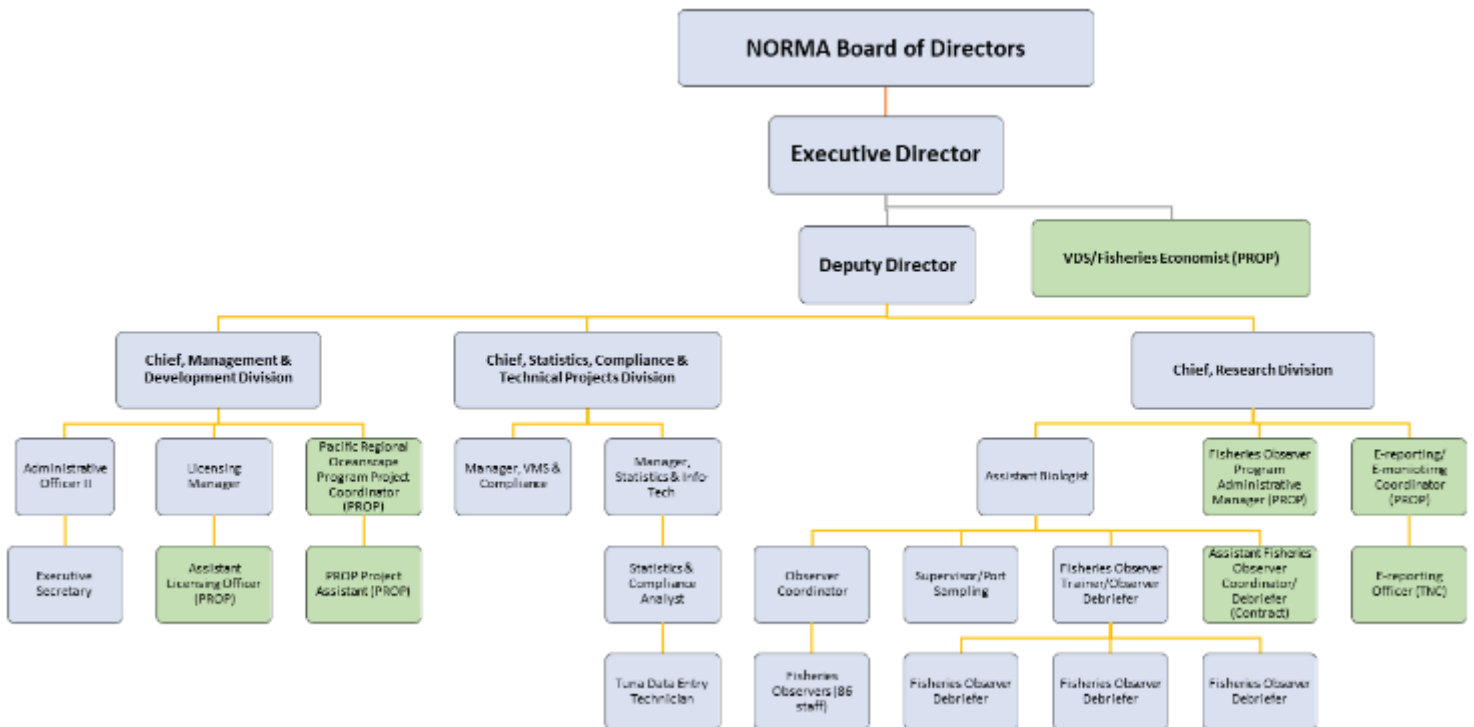 NORMA Board of Directors
Executive Director
Deputy Director
VDS/Fisheries Economist (PROP)
Chief, Management &
Development Division
Chief, Statistics, Compliance &
Technical Projects Division
Chief, Research Division
Administrative
Officer II
Licensing
Manager
Pacific Regional
Oceanscape
Program Project
Coordinator
(PROP)
Manager, VMS &
Compliance
Manager,
Statistics & Info-
Tech
Assistant Biologist
Fisheries Observer
Program
Administrative
Manager (PROP)
E-reporting/
E-monioting
Coordinator
(PROP)
Executive
Secretary
Assistant
Licensing Officer
(PROP)
PROP Project
Assistant (PROP)
Statistics &
Compliance
Analyst
Observer
Coordinator
Supervisor/Port
Sampling
Fisheries Observer
Trainer/Observer
Debriefer
Assistant Fisheries
Observer
Coordinator/
Debriefer
(Contract)
E-reporting
Officer (TNC)
Tuna Data Entry
Technician
Fisheries
Observers (86
staff)
Fisheries Observer
Debriefer
Fisheries Observer
Debriefer
Fisheries Observer
Debriefer